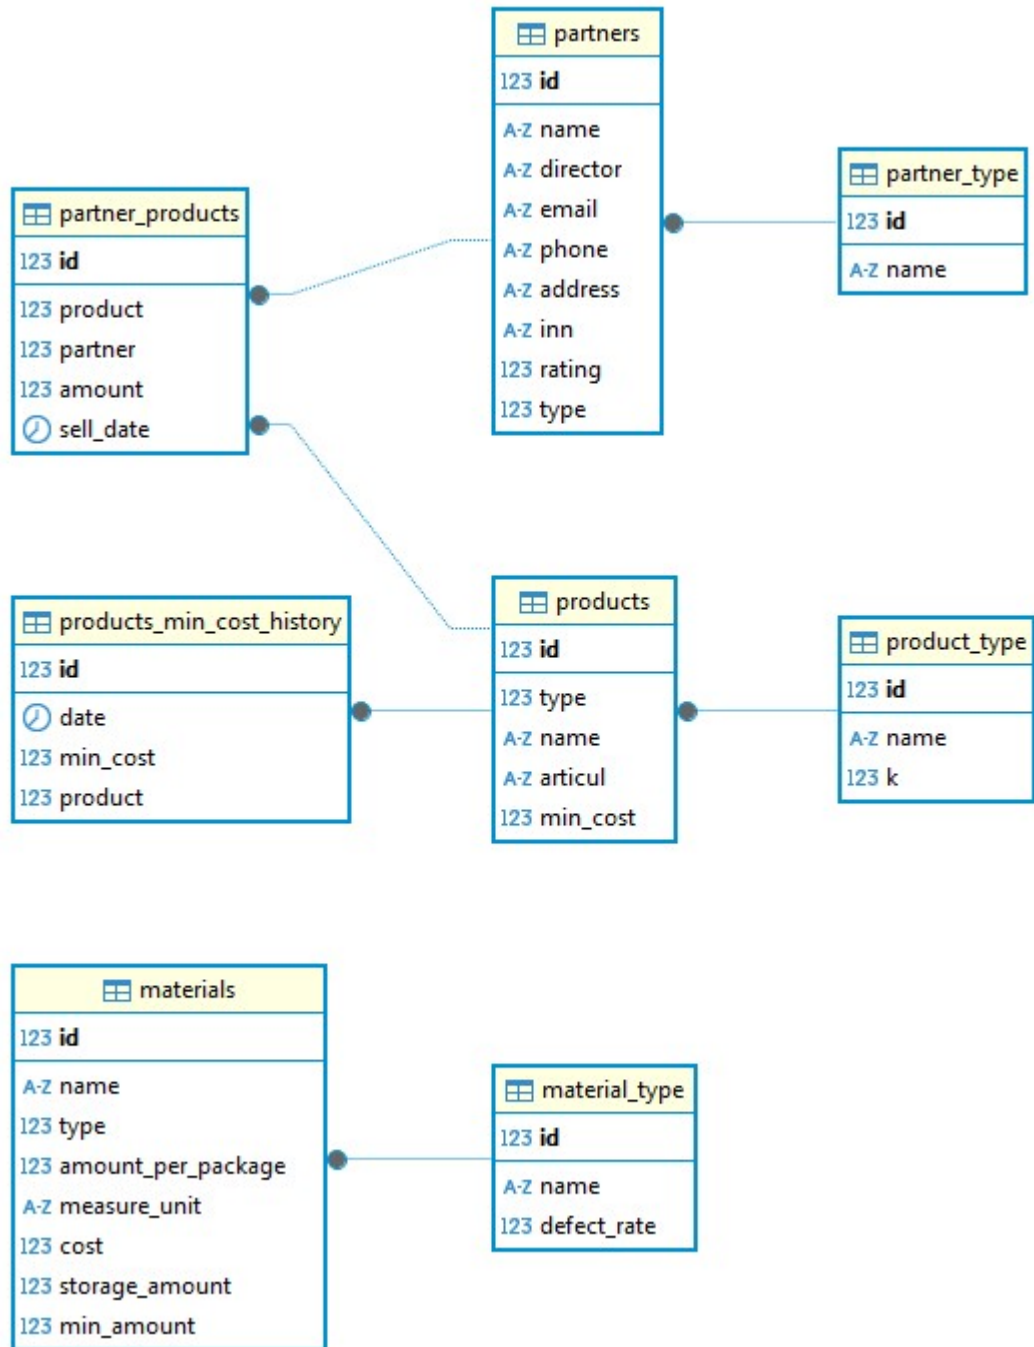 partners
123 id
A-Z name
A-Z director
A-Z email
A-Z phone
A-Z address
A-Z inn
123 rating
123 type
partner_type
123 id
A-Z name
partner_products
123 id
123 product
123 partner
123 amount
sell_date
products_min_cost_history
123 id
date
123 min_cost
123 product
products
123 id
123 type
A-Z name
A-Z articul
123 min_cost
product_type
123 id
A-Z name
123 k
materials
123 id
A-Z name
123 type
123 amount_per_package
A-Z measure_unit
123 cost
123 storage_amount
123 min_amount
material_type
123 id
A-Z name
123 defect_rate